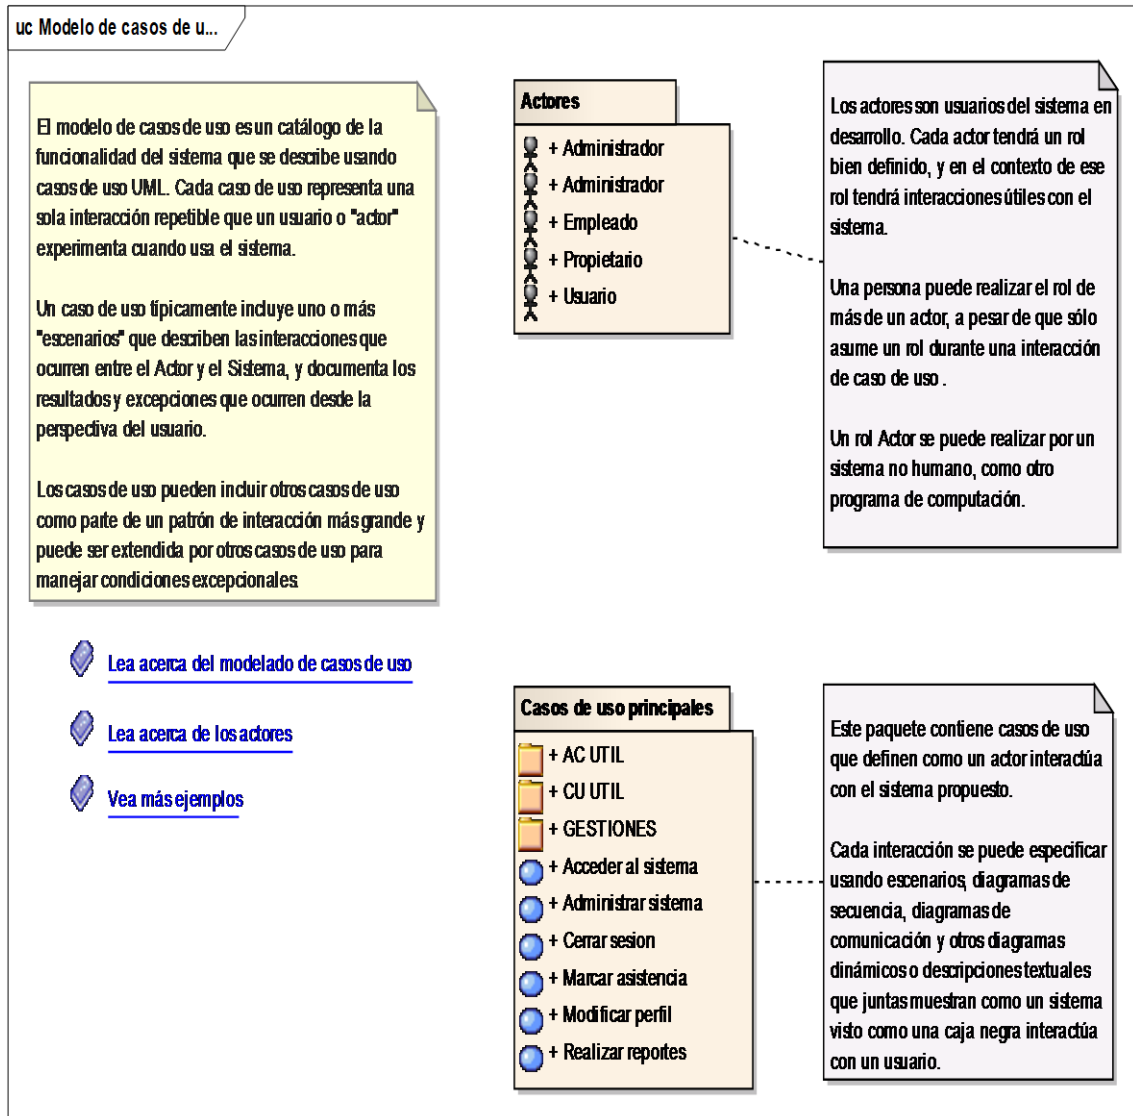 uc Modelo de casos de u...
El modelo de casos de uso es un catálogo de la
funcionalidad del sistema que se describe usando
casos de uso UML. Cada caso de uso representa una
sola interacción repetible que un usuario o "actor"
experimenta cuando usa el sistema.
Un caso de uso típicamente incluye uno o más
"escenarios" que describen las interacciones que
ocurren entre el Actor y el Sistema, y documenta los
resultados y excepciones que ocurren desde la
perspectiva del usuario.
Los casos de uso pueden incluir otros casos de uso
como parte de un patrón de interacción más grande y
puede ser extendida por otros casos de uso para
manejar condiciones excepcionales.
Lea acerca del modelado de casos de uso
Lea acerca de los actores
Vea más ejemplos
Actores
+ Administrador
+ Administrador
+ Empleado
+ Propietario
+ Usuario
Los actores son usuarios del sistema en
desarrollo. Cada actor tendrá un rol
bien definido, y en el contexto de ese
rol tendrá interacciones útiles con el
sistema.
Una persona puede realizar el rol de
más de un actor, a pesar de que sólo
asume un rol durante una interacción
de caso de uso .
Un rol Actor se puede realizar por un
sistema no humano, como otro
programa de computación.
Casos de uso principales
+ AC UTIL
+ CU UTIL
+ GESTIONES
+ Acceder al sistema
+ Administrar sistema
+ Cerrar sesion
+ Marcar asistencia
+ Modificar perfil
+ Realizar reportes
Este paquete contiene casos de uso
que definen como un actor interactúa
con el sistema propuesto.
Cada interacción se puede especificar
usando escenarios, diagramas de
secuencia, diagramas de
comunicación y otros diagramas
dinámicos o descripciones textuales
que juntas muestran como un sistema
visto como una caja negra interactúa
con un usuario.